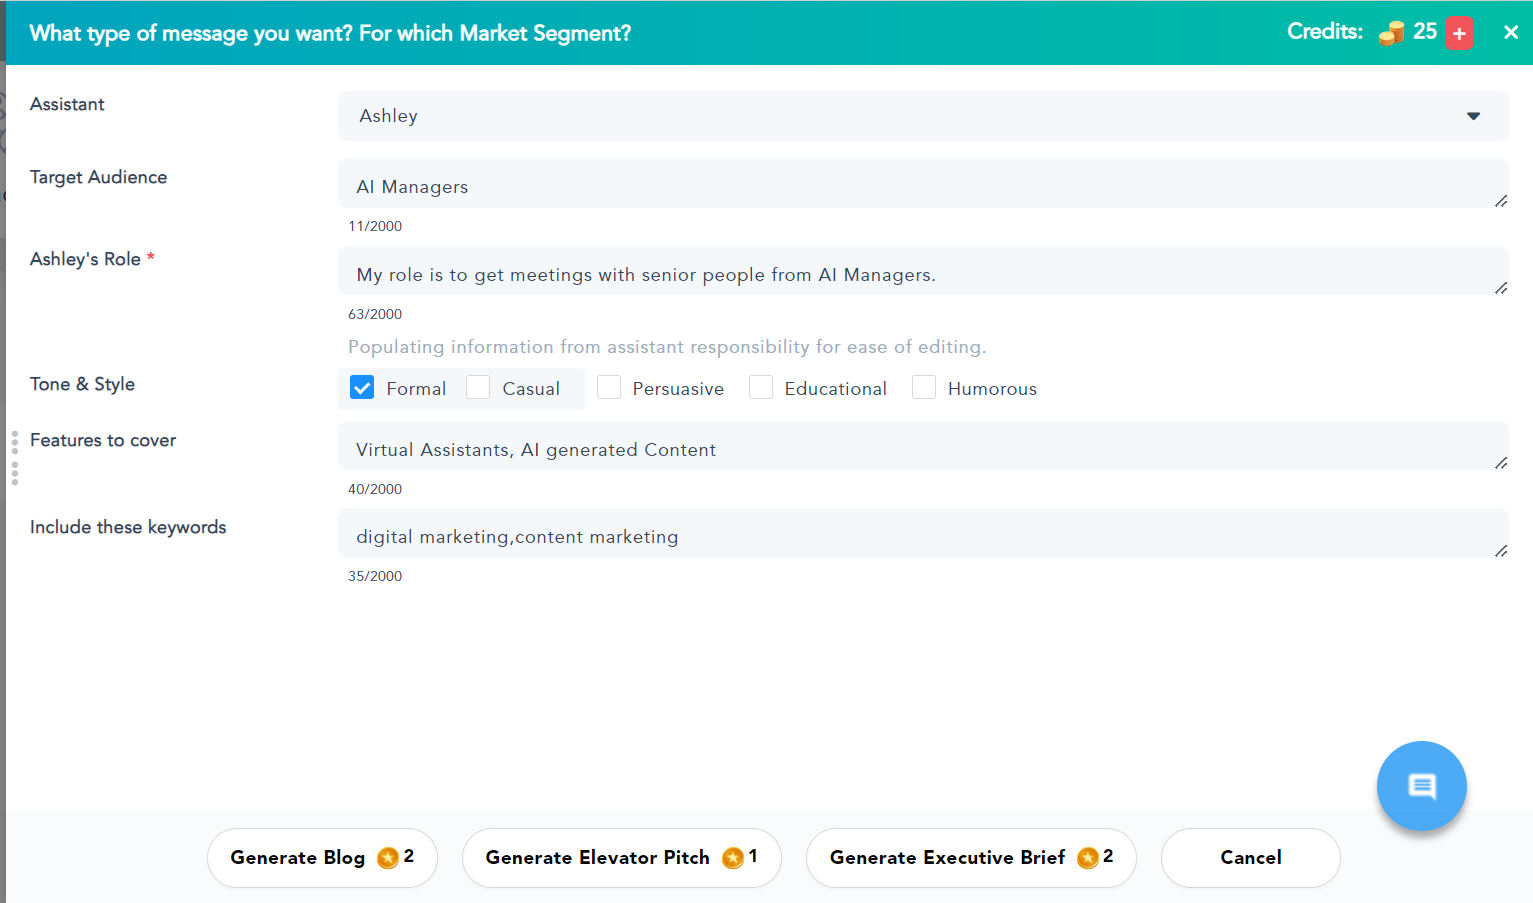 What type of message you want? For which Market Segment?
Credits: 25 +
Assistant
Ashley
Target Audience
AI Managers
11/2000
Ashley's Role *
My role is to get meetings with senior people from AI Managers.
63/2000
Populating information from assistant responsibility for ease of editing.
Tone & Style
Formal Casual Persuasive Educational Humorous
Features to cover
Virtual Assistants, AI generated Content
40/2000
Include these keywords
digital marketing,content marketing
35/2000
Generate Blog 2 Generate Elevator Pitch 1 Generate Executive Brief 2 Cancel